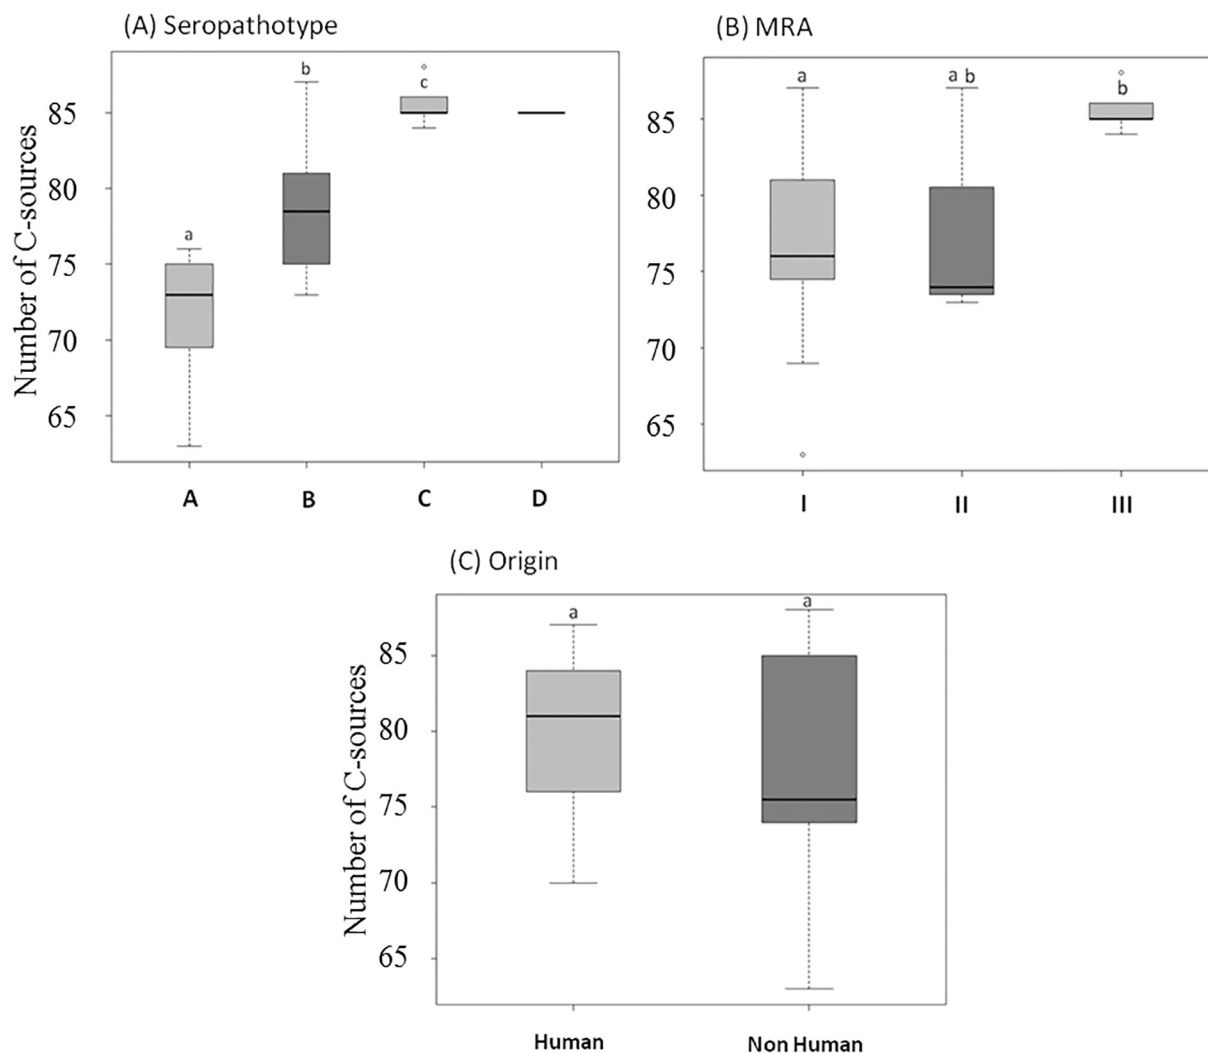 (A) Seropathotype
Number of C-sources
85
80
75
70
65
a
b
c
A
B
C
D
(B) MRA
85
80
75
70
65
a
a b
b
I
II
III
(C) Origin
Number of C-sources
85
80
75
70
65
a
a
Human
Non Human